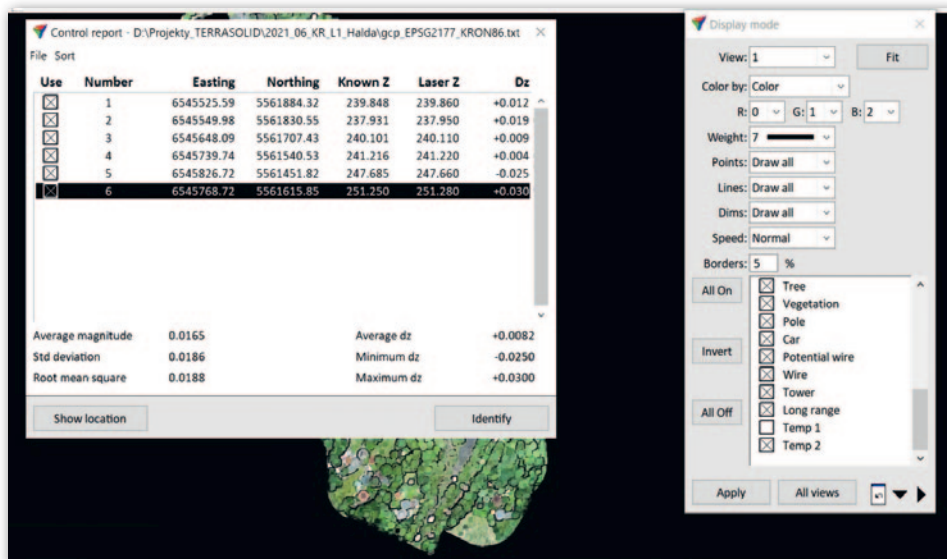 Control report - D:\Projekty_TERRASOLID\2021_06_KR_L1_Halda\gcp_EPSG2177_KRON86.txt
File Sort
Use Number Easting Northing Known Z Laser Z Dz
1 6545525.59 5561884.32 239.848 239.860 +0.012
2 6545549.98 5561830.55 237.931 237.950 +0.019
3 6545648.09 5561707.43 240.101 240.110 +0.009
4 6545739.74 5561540.53 241.216 241.220 +0.004
5 6545826.72 5561451.82 247.685 247.660 -0.025
6 6545768.72 5561615.85 251.250 251.280 +0.030
Average magnitude 0.0165 Average dz +0.0082
Std deviation 0.0186 Minimum dz -0.0250
Root mean square 0.0188 Maximum dz +0.0300
Show location Identify
Display mode
View: 1 Fit
Color by: Color
R: 0 G: 1 B: 2
Weight: 7
Points: Draw all
Lines: Draw all
Dims: Draw all
Speed: Normal
Borders: 5 %
All On
Invert
All Off
Tree
Vegetation
Pole
Car
Potential wire
Wire
Tower
Long range
Temp 1
Temp 2
Apply All views